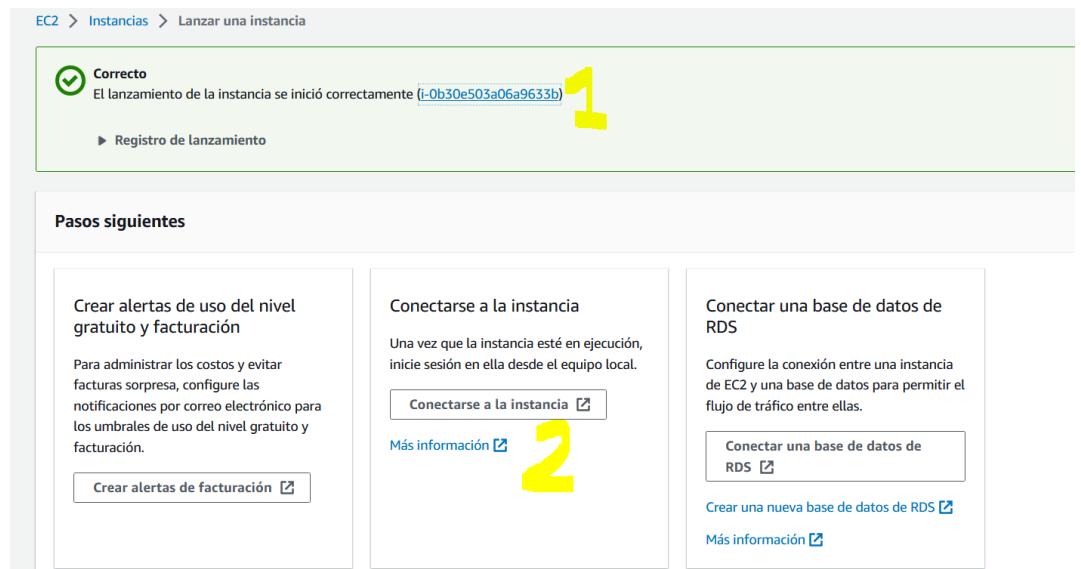 EC2 > Instancias > Lanzar una instancia
Correcto
El lanzamiento de la instancia se inició correctamente (i-0b30e503a06a9633b)
1
Registro de lanzamiento
Pasos siguientes
Crear alertas de uso del nivel
gratuito y facturación
Para administrar los costos y evitar
facturas sorpresa, configure las
notificaciones por correo electrónico para
los umbrales de uso del nivel gratuito y
facturación.
Crear alertas de facturación
Conectarse a la instancia
Una vez que la instancia esté en ejecución,
inicie sesión en ella desde el equipo local.
Conectarse a la instancia
Más información
2
Conectar una base de datos de
RDS
Configure la conexión entre una instancia
de EC2 y una base de datos para permitir el
flujo de tráfico entre ellas.
Conectar una base de datos de
RDS
Crear una nueva base de datos de RDS
Más información